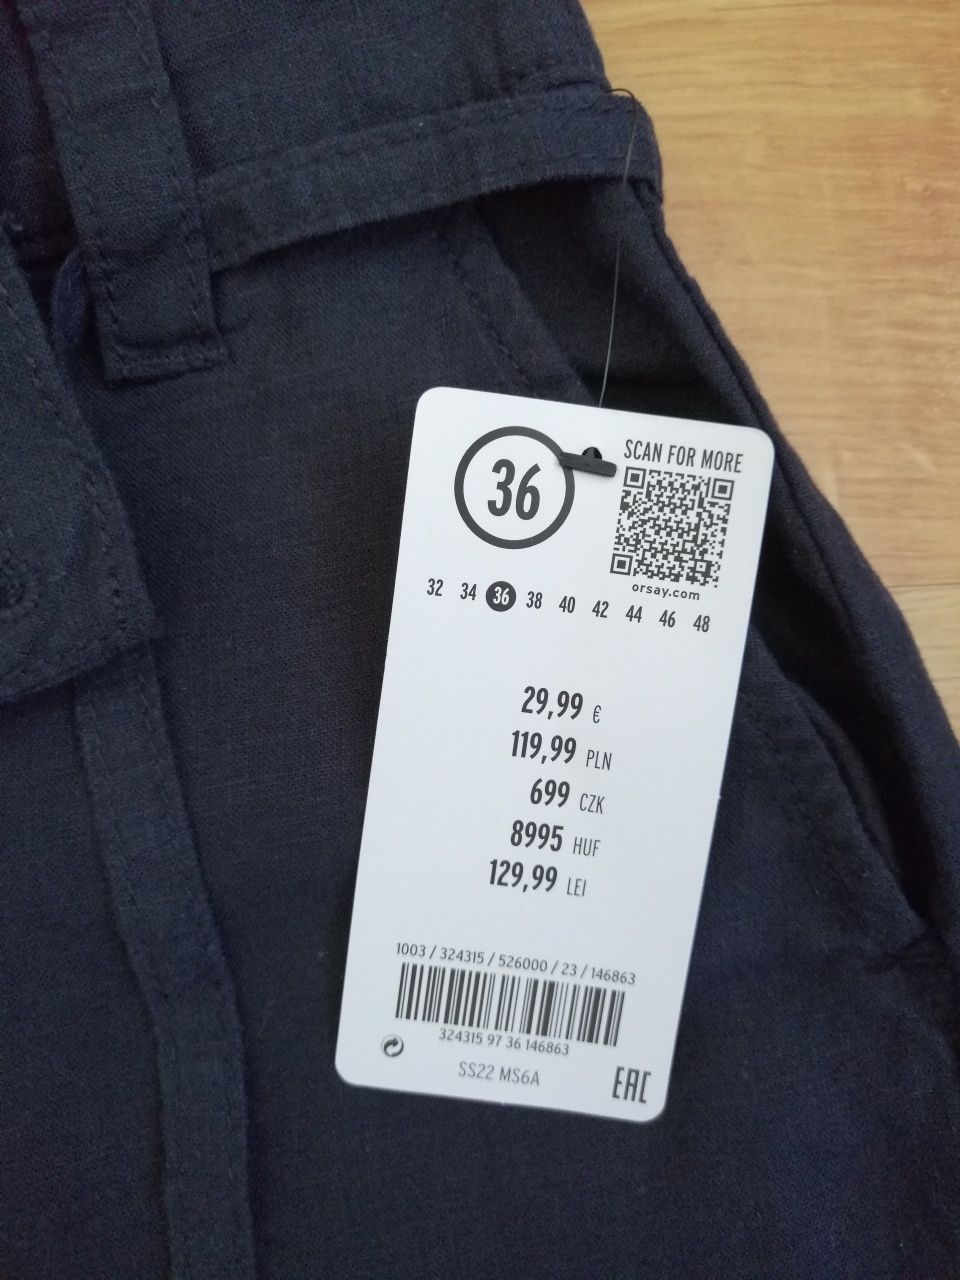 36
SCAN FOR MORE
orsay.com
32 34 36 38 40 42 44 46 48
29,99 €
119,99 PLN
699 CZK
8995 HUF
129,99 LEI
1003 / 324315 / 526000 / 23 / 146863
324315 97 36 146863
SS22 MS6A
EAC